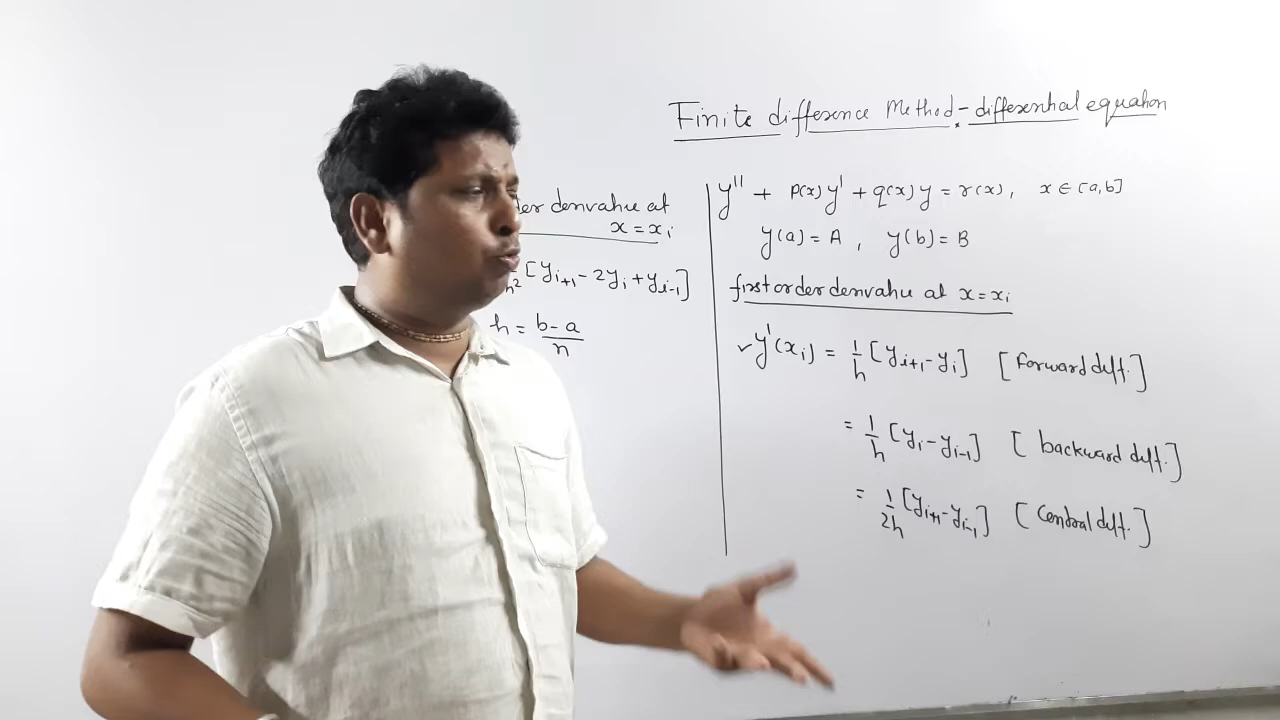 Finite difference Method - differential equation
y'' + p(x)y' + q(x)y = r(x), x ∈ [a,b]
y(a) = A, y(b) = B
first order derivative at x = xᵢ
y'(xᵢ) = 1/h [yᵢ₊₁ - yᵢ] [forward diff.]
= 1/h [yᵢ - yᵢ₋₁] [backward diff.]
= 1/2h [yᵢ₊₁ - yᵢ₋₁] [Central diff.]
derivative at
x = xᵢ
[yᵢ₊₁ - 2yᵢ + yᵢ₋₁]
h = b-a/n